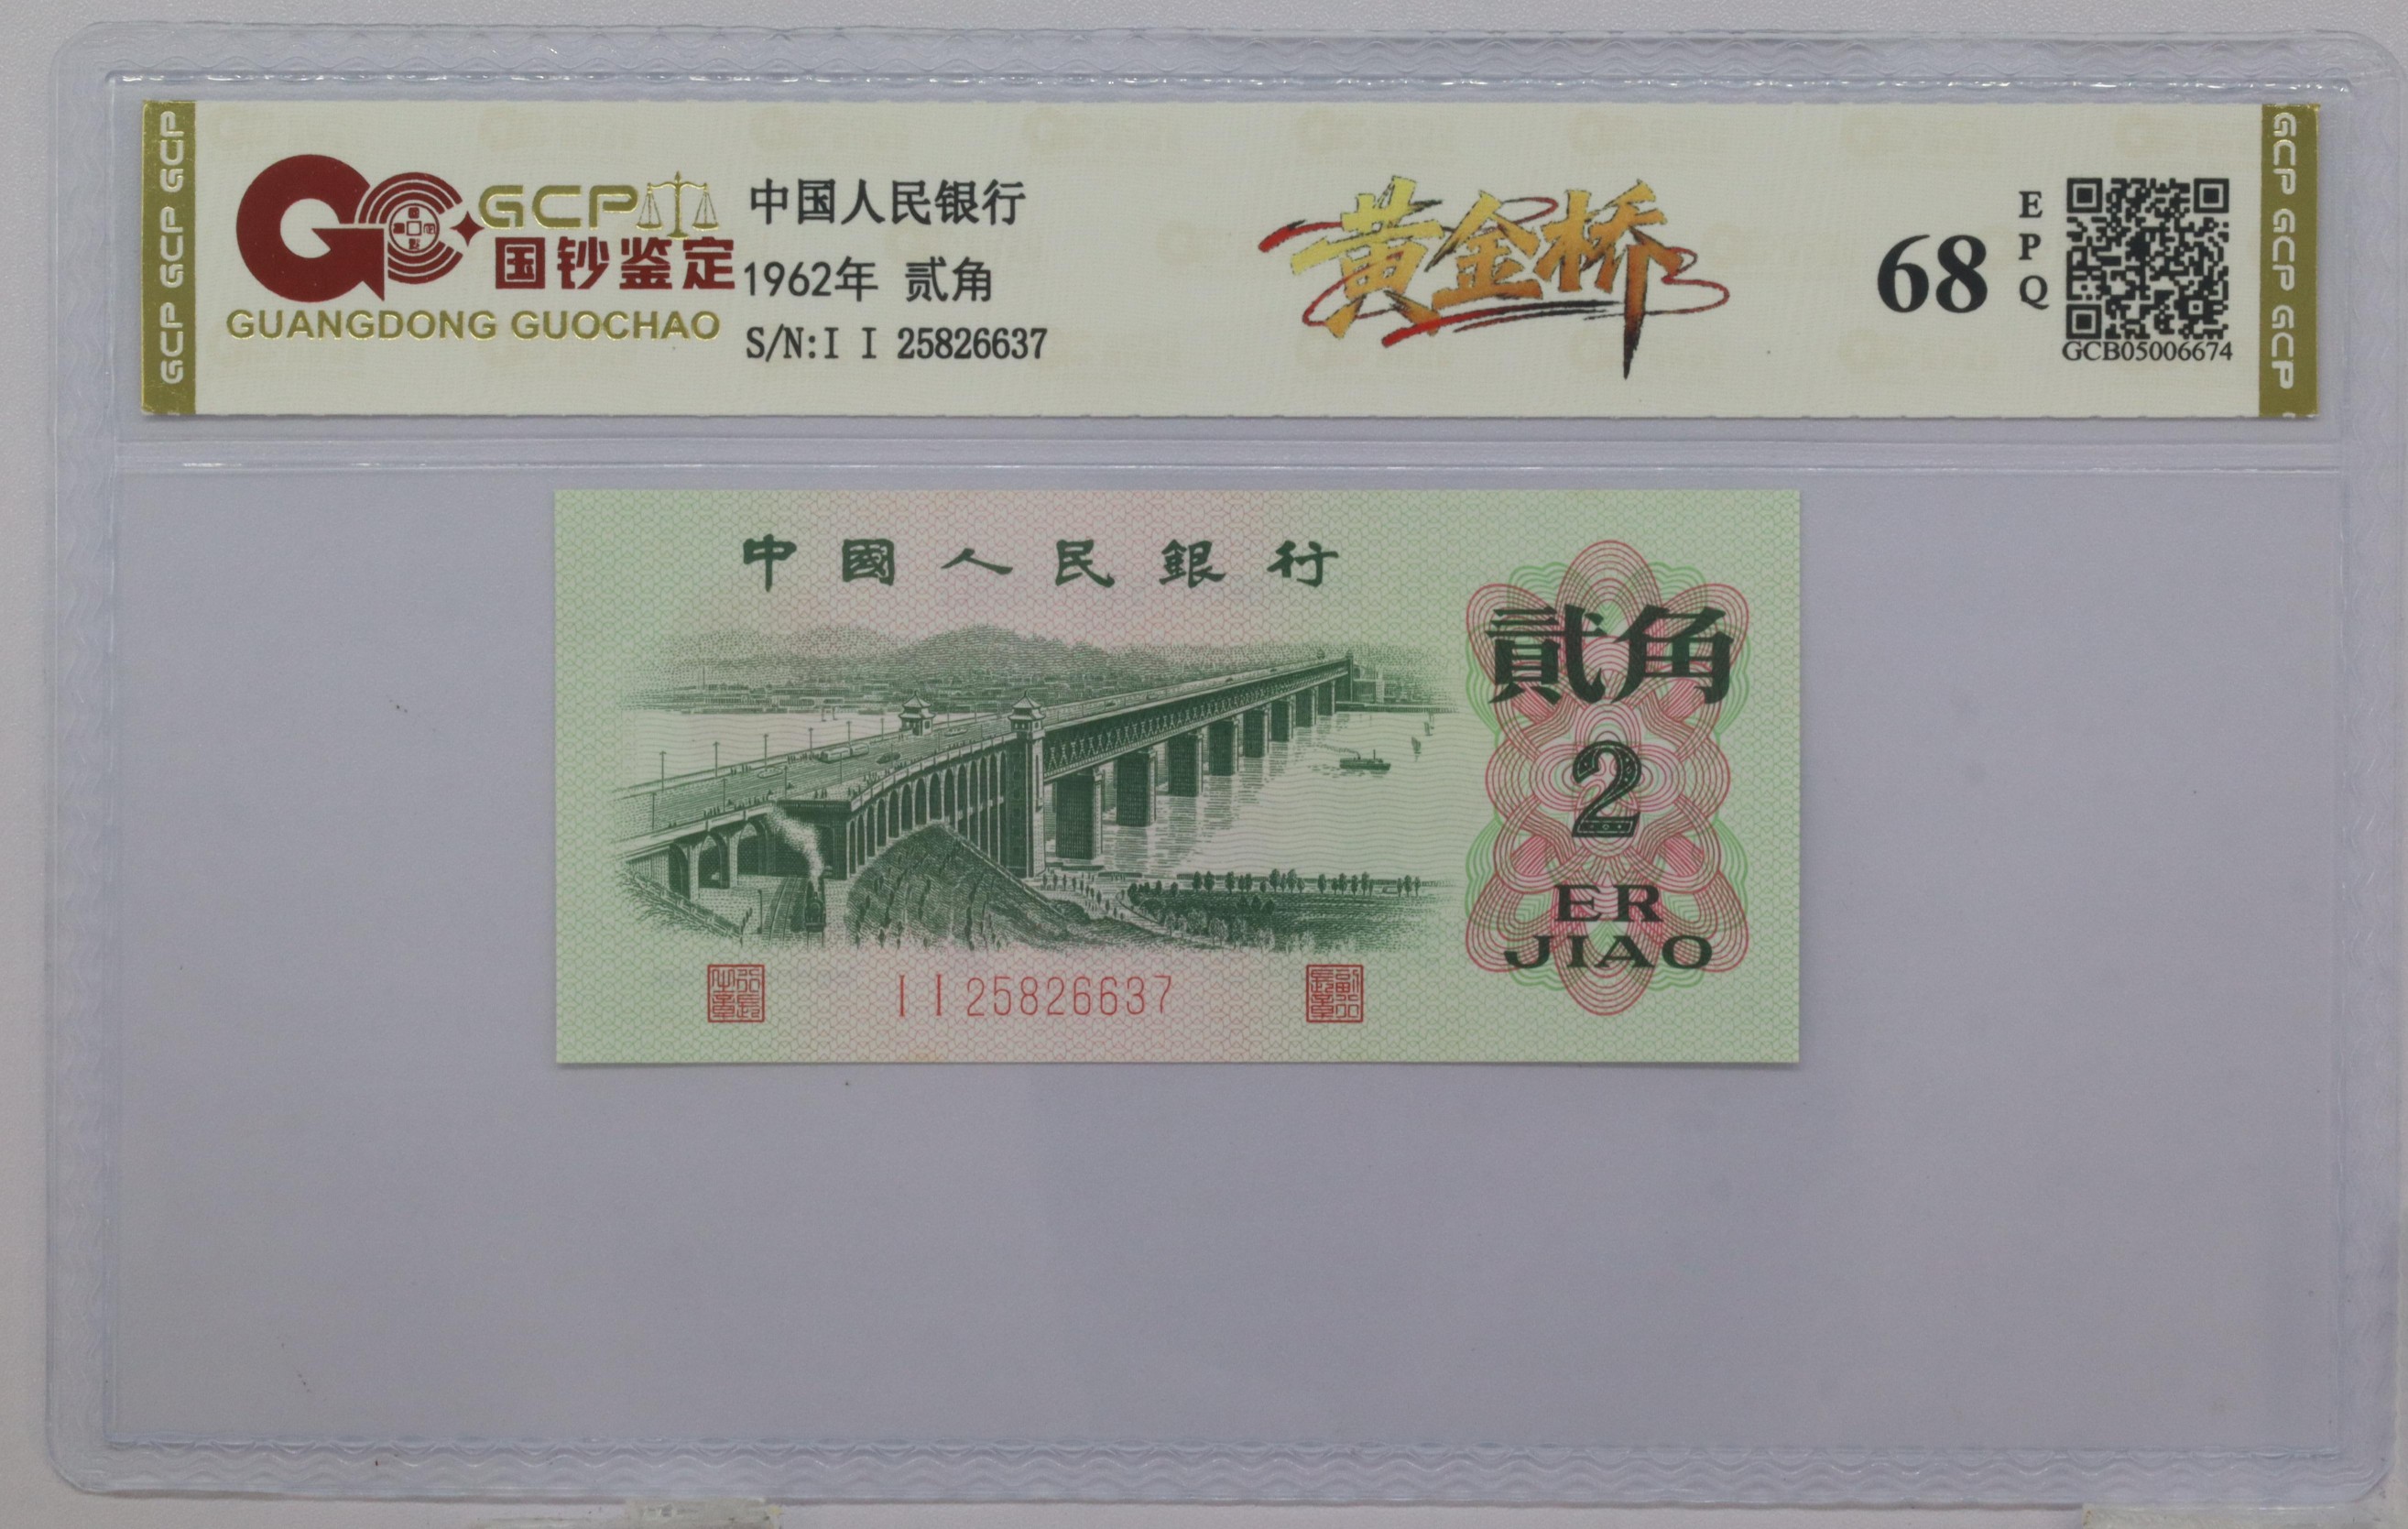 GCP GCP GCP
GCP
国钞鉴定
GUANGDONG GUOCHAO
中国人民银行
1962年 贰角
S/N:I I 25826637
黄金桥
68
EPQ
GCB05006674
GCP GCP GCP
中國人民銀行
貳角
2
ER
JIAO
I I 25826637